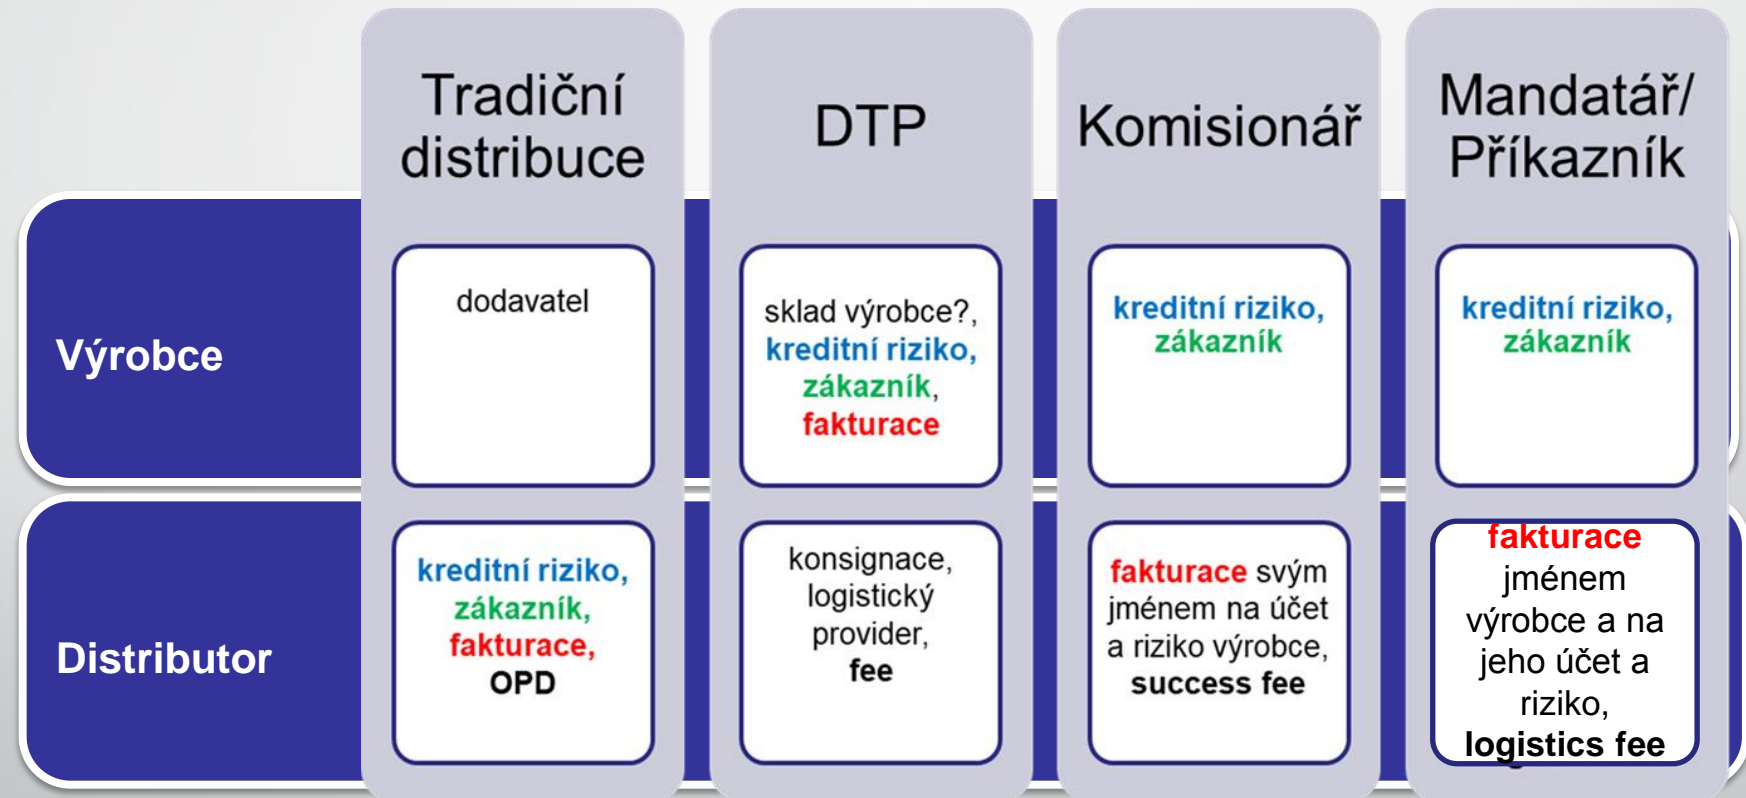 Tradiční
distribuce
DTP
Komisionář
Mandatář/
Příkazník
Výrobce
dodavatel
sklad výrobce?,
kreditní riziko,
zákazník,
fakturace
kreditní riziko,
zákazník
kreditní riziko,
zákazník
Distributor
kreditní riziko,
zákazník,
fakturace,
OPD
konsignace,
logistický
provider,
fee
fakturace svým
jménem na účet
a riziko výrobce,
success fee
fakturace
jménem
výrobce a na
jeho účet a
riziko,
logistics fee